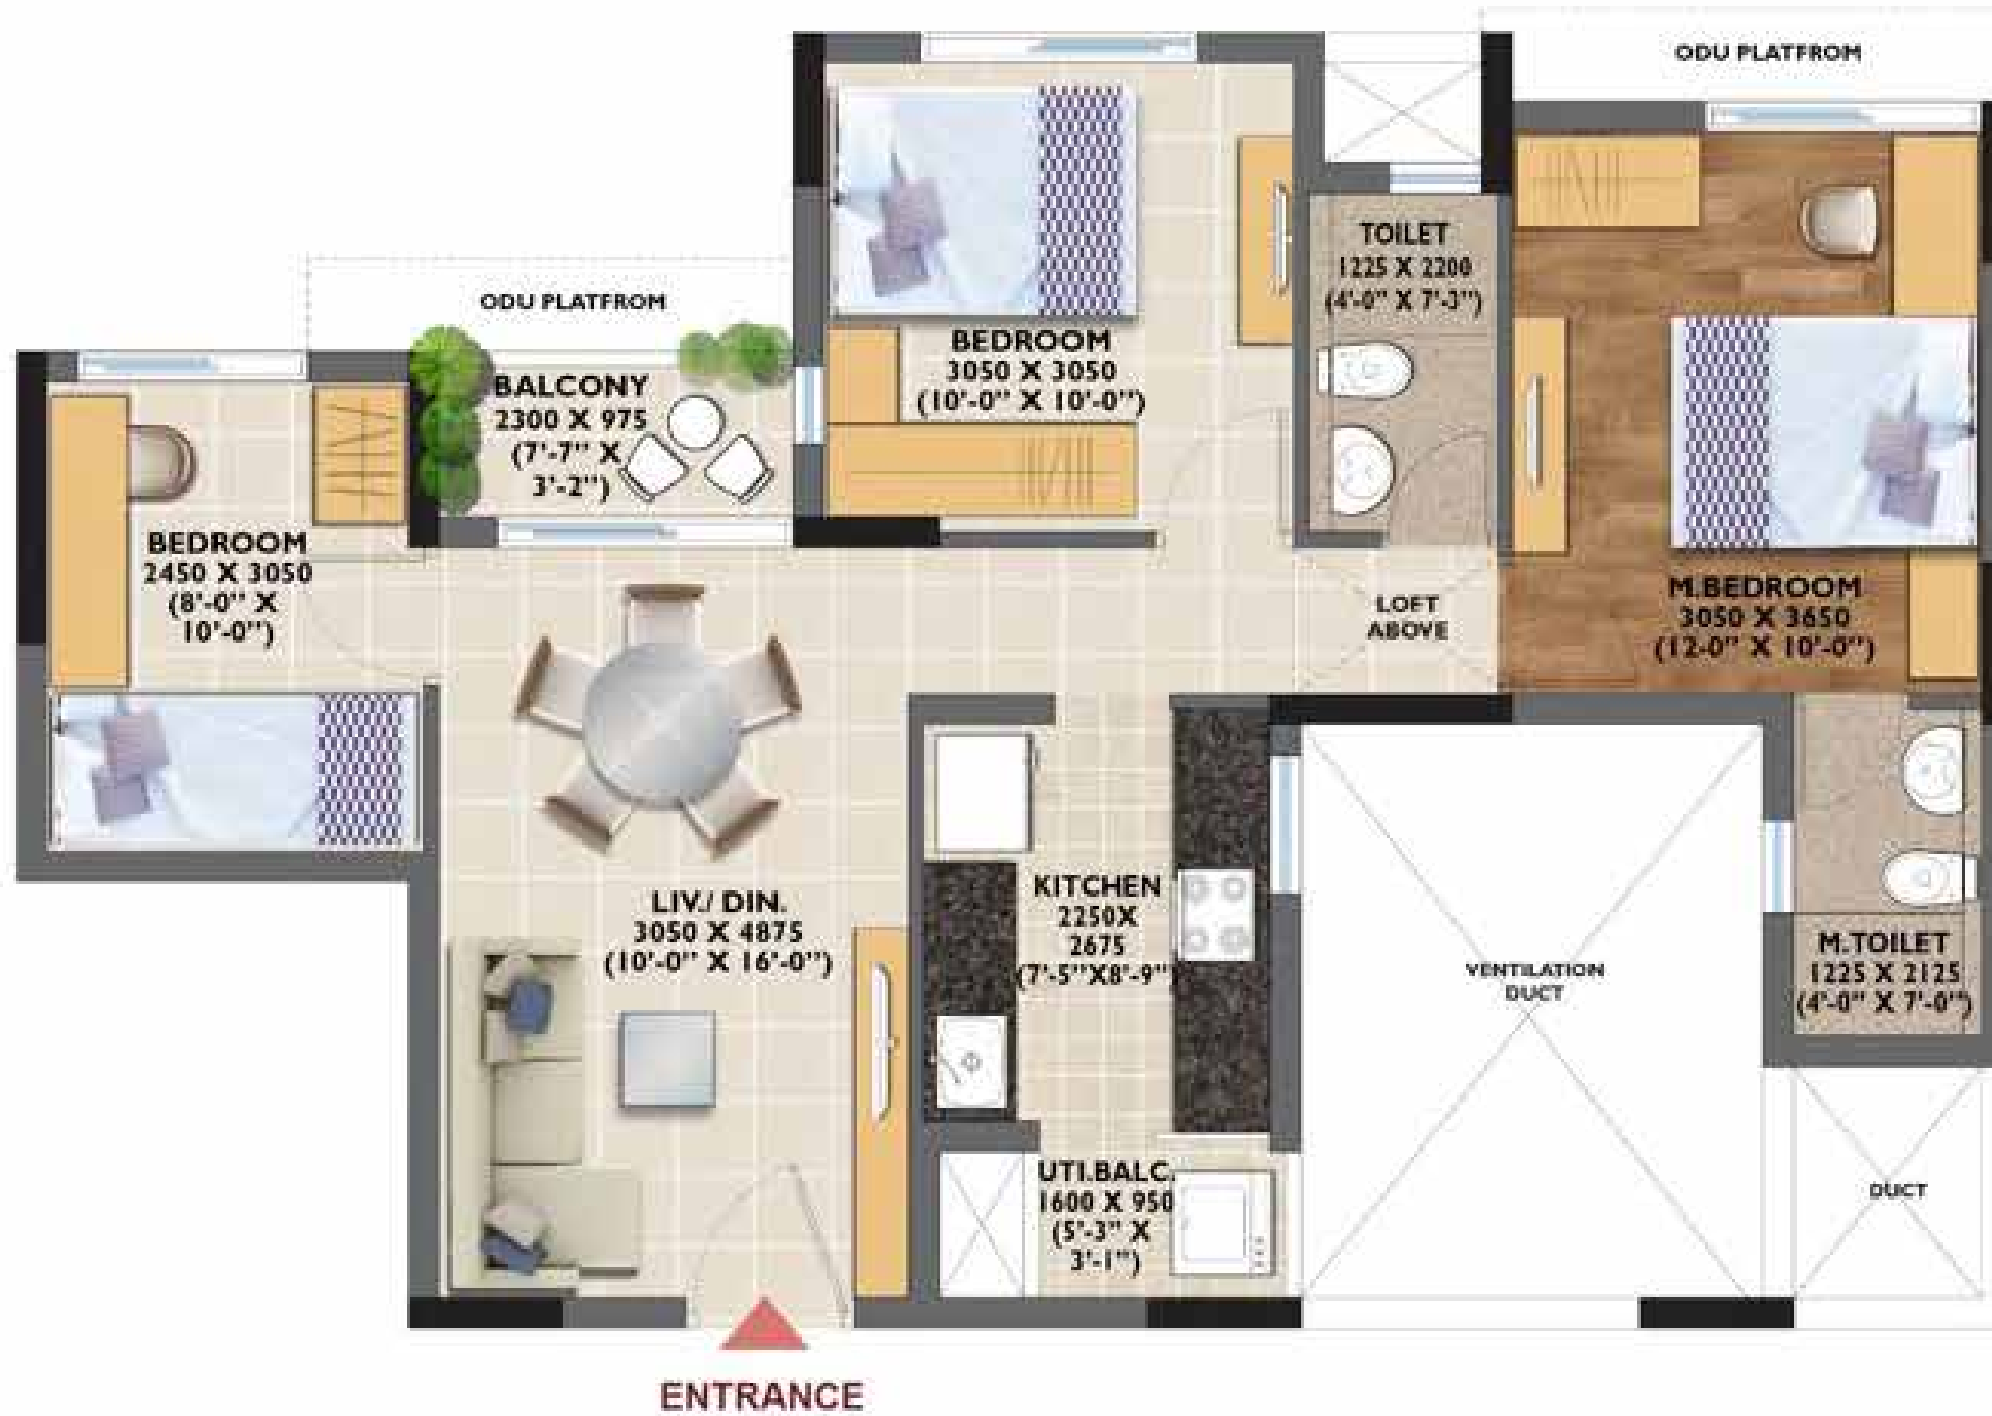 ODU PLATFROM
ODU PLATFROM
TOILET
1225 X 2200
(4'-0" X 7'-3")
BEDROOM
3050 X 3050
(10'-0" X 10'-0")
BALCONY
2300 X 975
(7'-7" X
3'-2")
BEDROOM
2450 X 3050
(8'-0" X
10'-0")
LOFT
ABOVE
M.BEDROOM
3050 X 3650
(12-0" X 10'-0")
LIV./ DIN.
3050 X 4875
(10'-0" X 16'-0")
KITCHEN
2250X
2675
(7'-5"X8'-9")
VENTILATION
DUCT
M.TOILET
1225 X 2125
(4'-0" X 7'-0")
UTI.BALC.
1600 X 950
(5'-3" X
3'-1")
DUCT
ENTRANCE